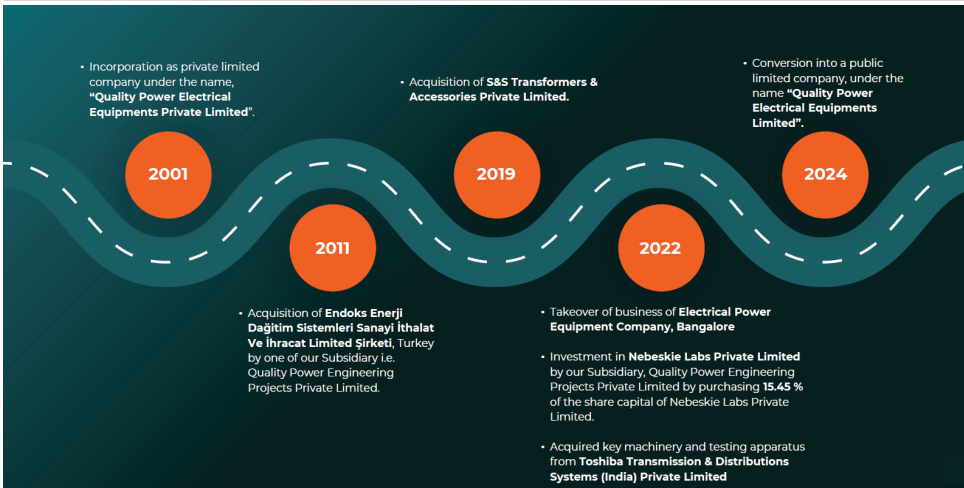 • Incorporation as private limited
company under the name,
“Quality Power Electrical
Equipments Private Limited”.
2001
2011
• Acquisition of Endoks Enerji
Dağitim Sistemleri Sanayi İthalat
Ve İhracat Limited Şirketi, Turkey
by one of our Subsidiary i.e.
Quality Power Engineering
Projects Private Limited.
• Acquisition of S&S Transformers &
Accessories Private Limited.
2019
2022
• Takeover of business of Electrical Power
Equipment Company, Bangalore
• Investment in Nebeskie Labs Private Limited
by our Subsidiary, Quality Power Engineering
Projects Private Limited by purchasing 15.45 %
of the share capital of Nebeskie Labs Private
Limited.
• Acquired key machinery and testing apparatus
from Toshiba Transmission & Distributions
Systems (India) Private Limited
• Conversion into a public
limited company, under the
name “Quality Power
Electrical Equipments
Limited”.
2024